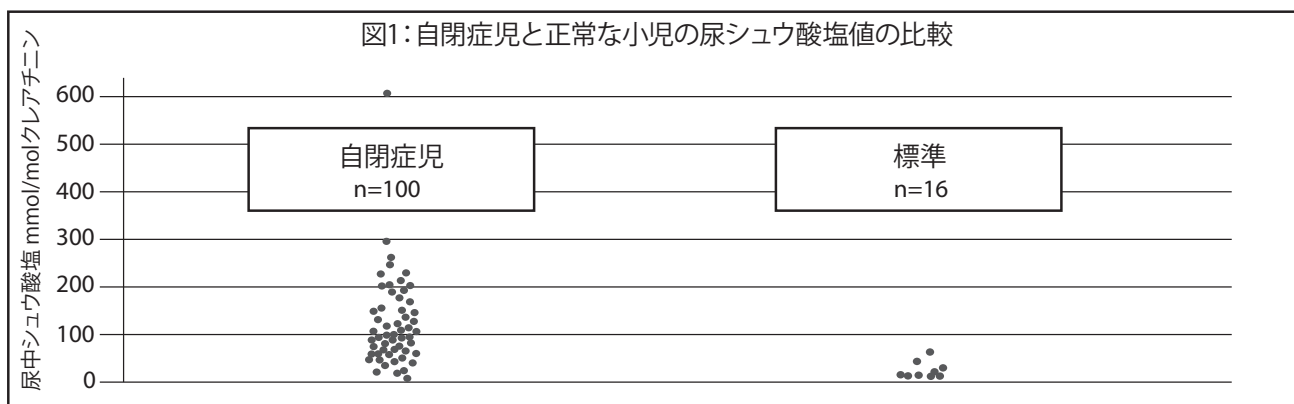 図1：自閉症児と正常な小児の尿シュウ酸塩値の比較
尿中シュウ酸塩 mmol/molクレアチニン
600
500
400
300
200
100
0
自閉症児
n=100
標準
n=16